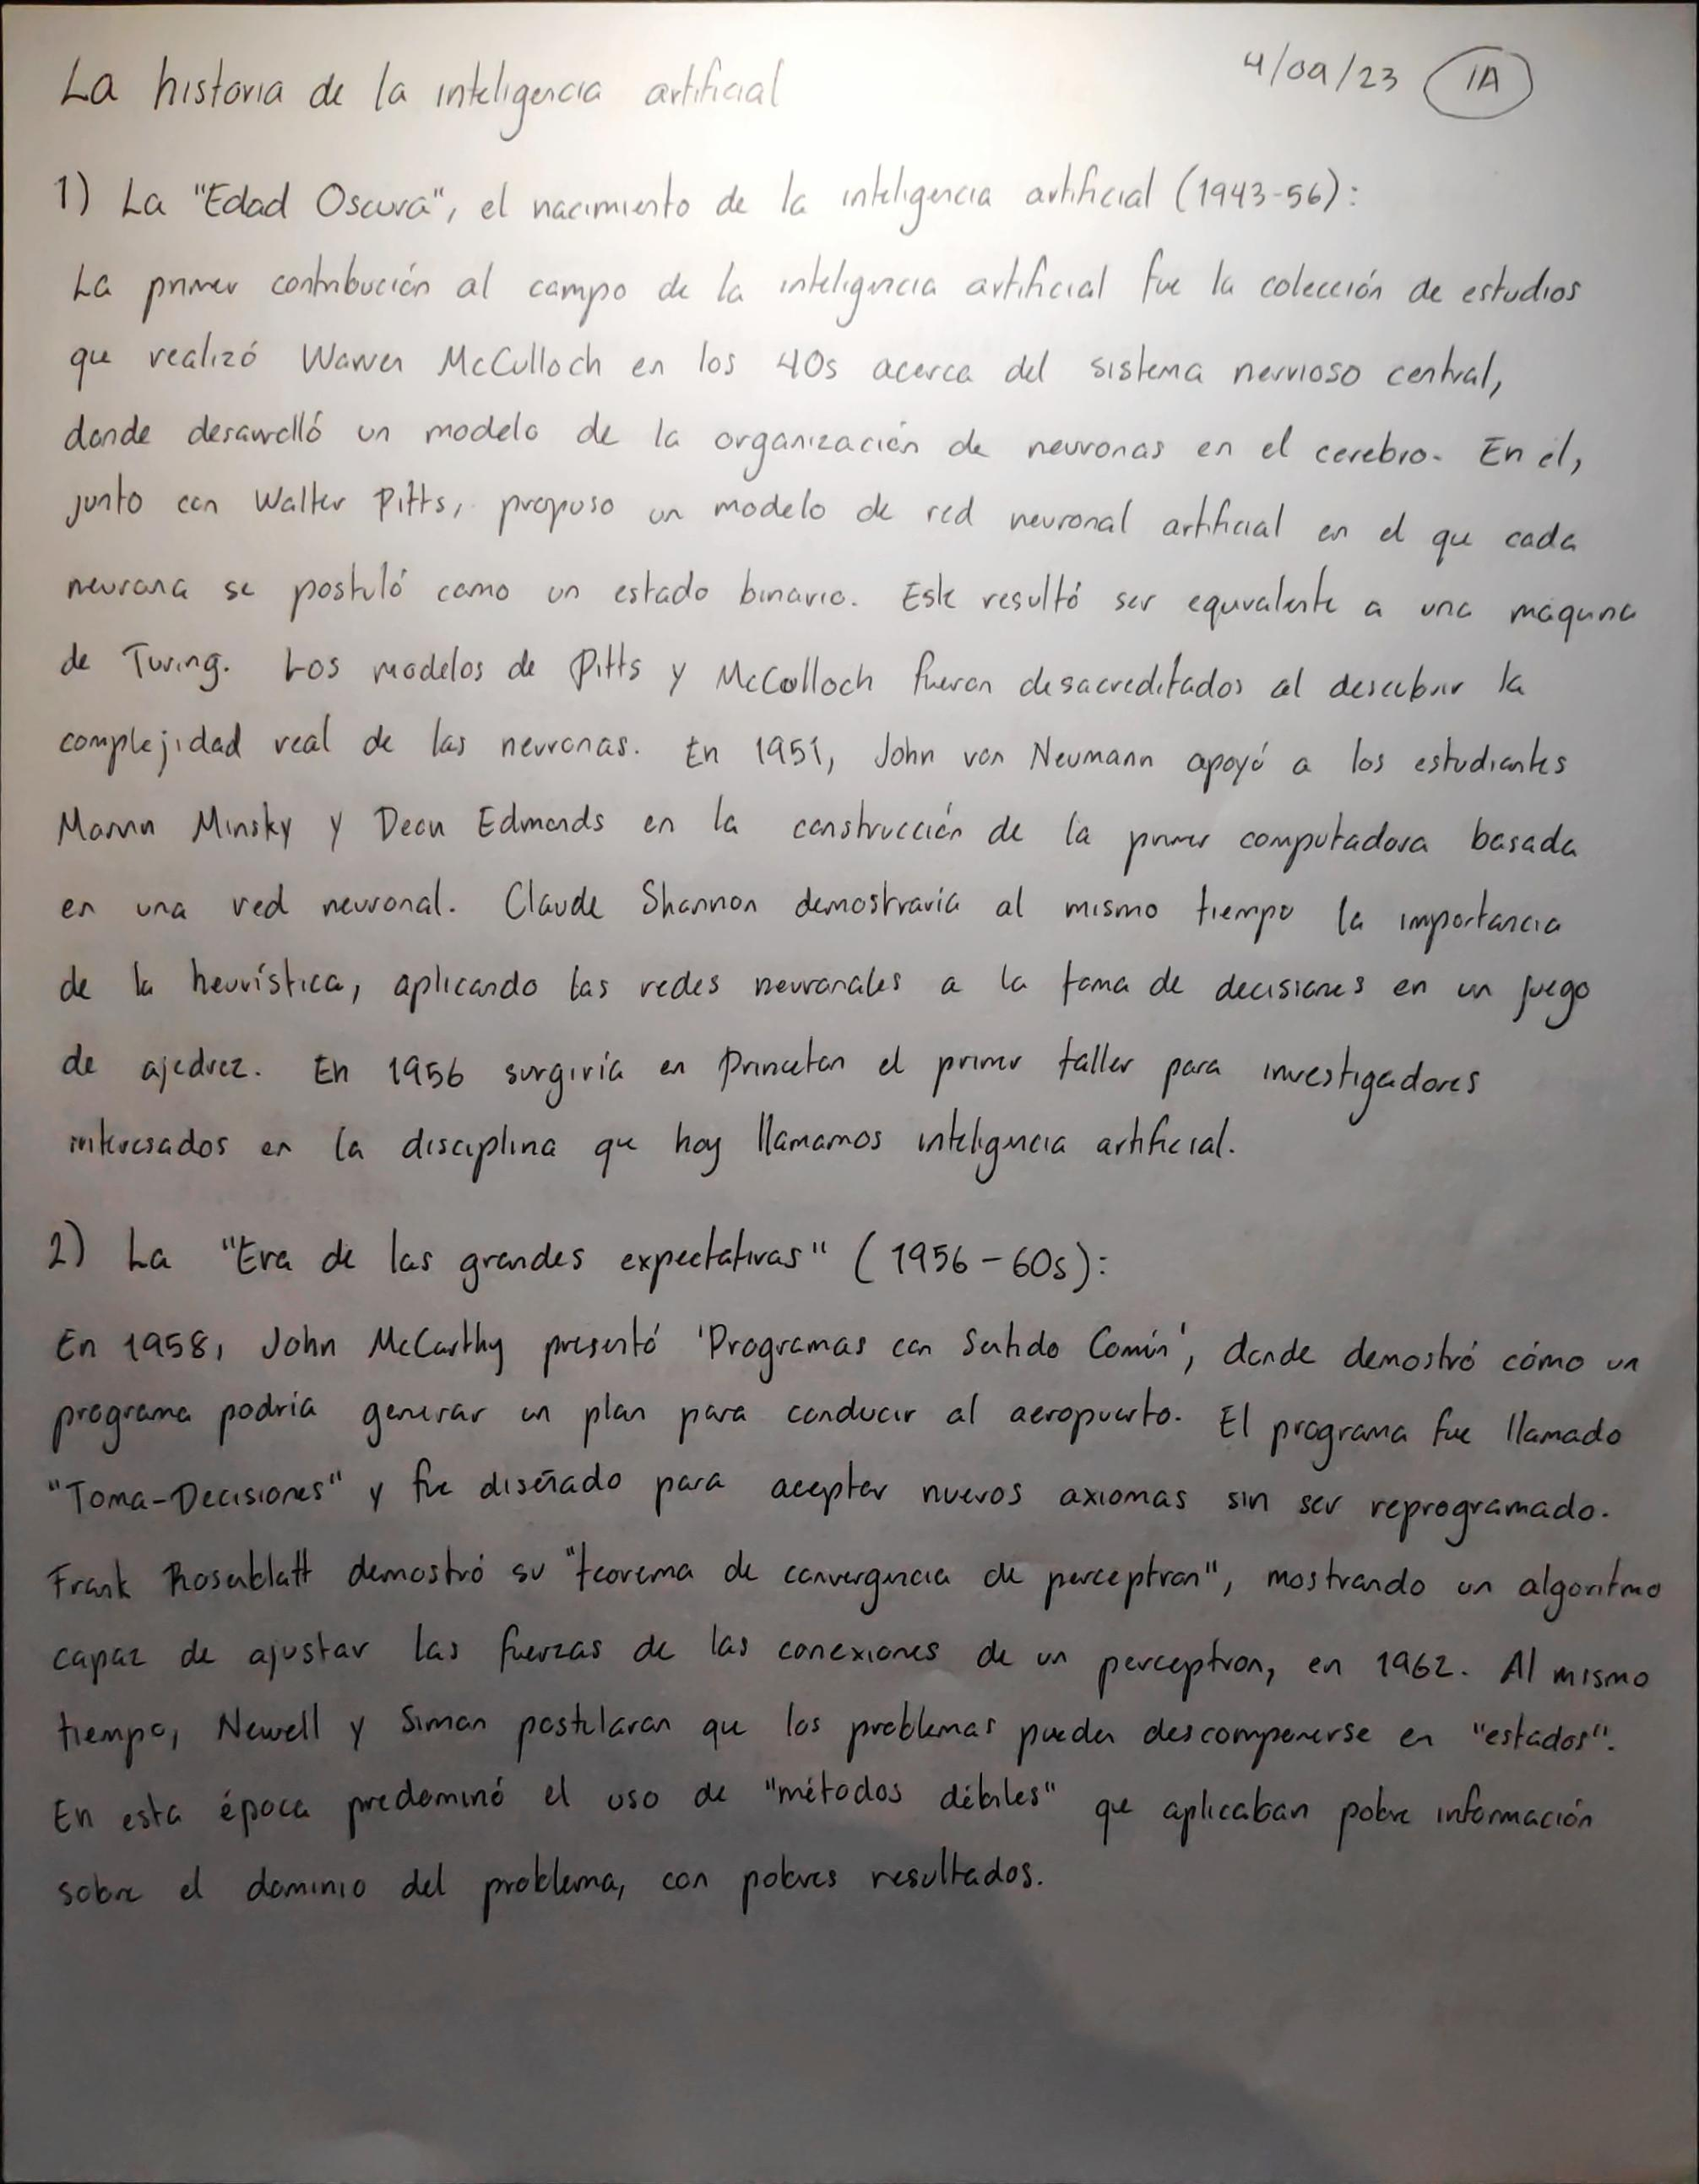 La historia de la inteligencia artificial
4/09/23 IA
1) La "Edad Oscura", el nacimiento de la inteligencia artificial (1943-56):
La primer contribución al campo de la inteligencia artificial fue la colección de estudios
que realizó Warren McCulloch en los 40s acerca del sistema nervioso central,
donde desarrolló un modelo de la organización de neuronas en el cerebro. En él,
junto con Walter Pitts, propuso un modelo de red neuronal artificial en el que cada
neurona se postuló como un estado binario. Este resultó ser equivalente a una máquina
de Turing. Los modelos de Pitts y McCulloch fueron desacreditados al descubrir la
complejidad real de las neuronas. En 1951, John von Neumann apoyó a los estudiantes
Marvin Minsky y Dean Edmonds en la construcción de la primer computadora basada
en una red neuronal. Claude Shannon demostraría al mismo tiempo la importancia
de la heurística, aplicando las redes neuronales a la toma de decisiones en un juego
de ajedrez. En 1956 surgiría en Princeton el primer taller para investigadores
interesados en la disciplina que hoy llamamos inteligencia artificial.
2) La "Era de las grandes expectativas" (1956-60s):
En 1958, John McCarthy presentó 'Programas con Sentido Común', donde demostró cómo un
programa podría generar un plan para conducir al aeropuerto. El programa fue llamado
"Toma-Decisiones" y fue diseñado para aceptar nuevos axiomas sin ser reprogramado.
Frank Rosenblatt demostró su "teorema de convergencia de perceptron", mostrando un algoritmo
capaz de ajustar las fuerzas de las conexiones de un perceptron, en 1962. Al mismo
tiempo, Newell y Simon postularon que los problemas pueden descomponerse en "estados".
En esta época predominó el uso de "métodos débiles" que aplicaban pobre información
sobre el dominio del problema, con pobres resultados.